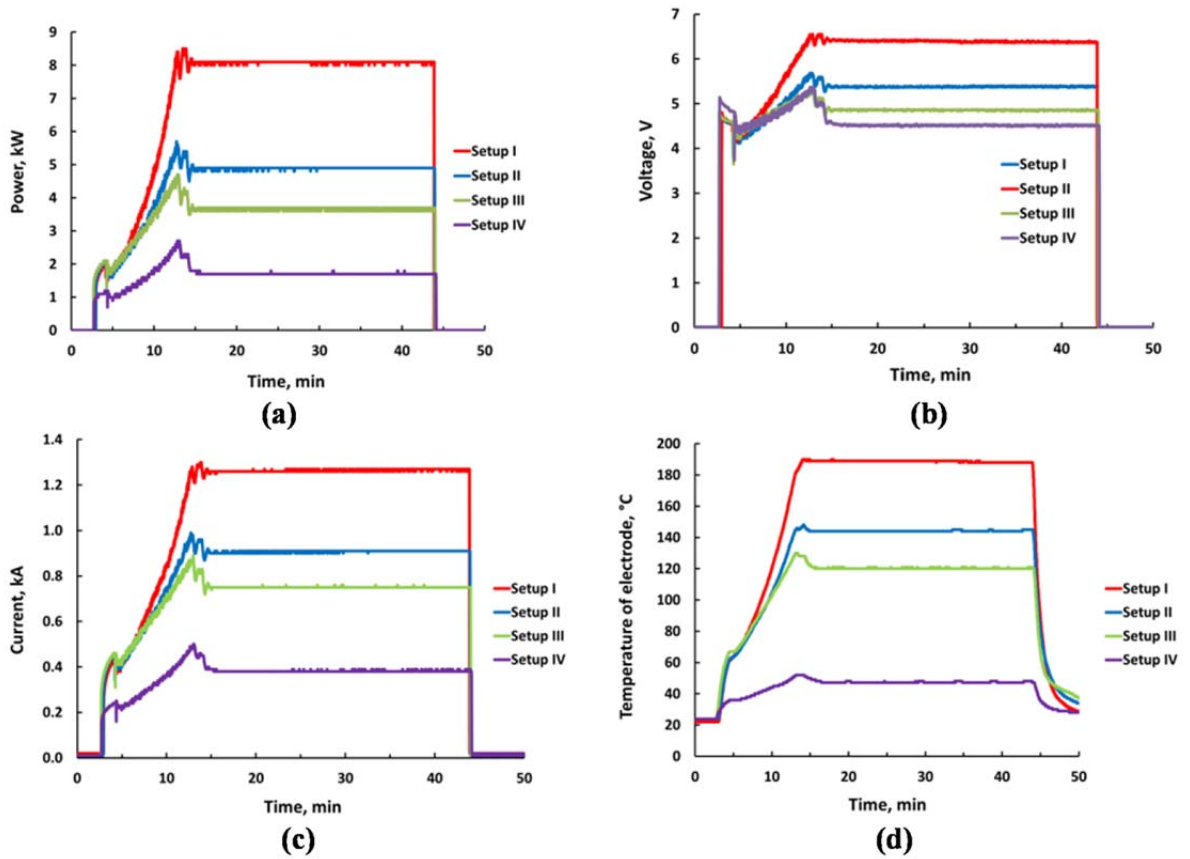 9
8
7
6
5
4
3
2
1
0
Power, kW
0 10 20 30 40 50
Time, min
Setup I
Setup II
Setup III
Setup IV
(a)
7
6
5
4
3
2
1
0
Voltage, V
0 10 20 30 40 50
Time, min
Setup I
Setup II
Setup III
Setup IV
(b)
1.4
1.2
1.0
0.8
0.6
0.4
0.2
0.0
Current, kA
0 10 20 30 40 50
Time, min
Setup I
Setup II
Setup III
Setup IV
(c)
200
180
160
140
120
100
80
60
40
20
0
Temperature of electrode, °C
0 10 20 30 40 50
Time, min
Setup I
Setup II
Setup III
Setup IV
(d)